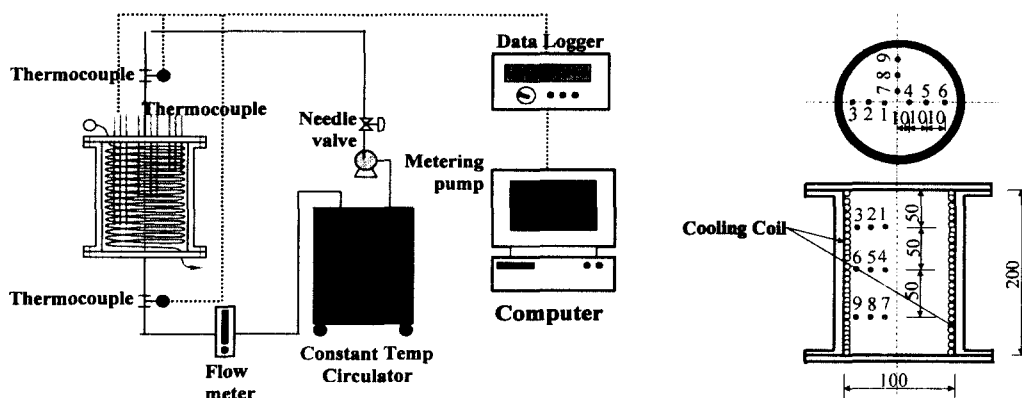 Thermocouple
Thermocouple
Data Logger
Needle
valve
Metering
pump
Thermocouple
Flow
meter
Constant Temp
Circulator
Computer
9
8
7
4 5 6
3 2 1
10 10 10
Cooling Coil
3 2 1
6 5 4
9 8 7
50
50
50
200
100